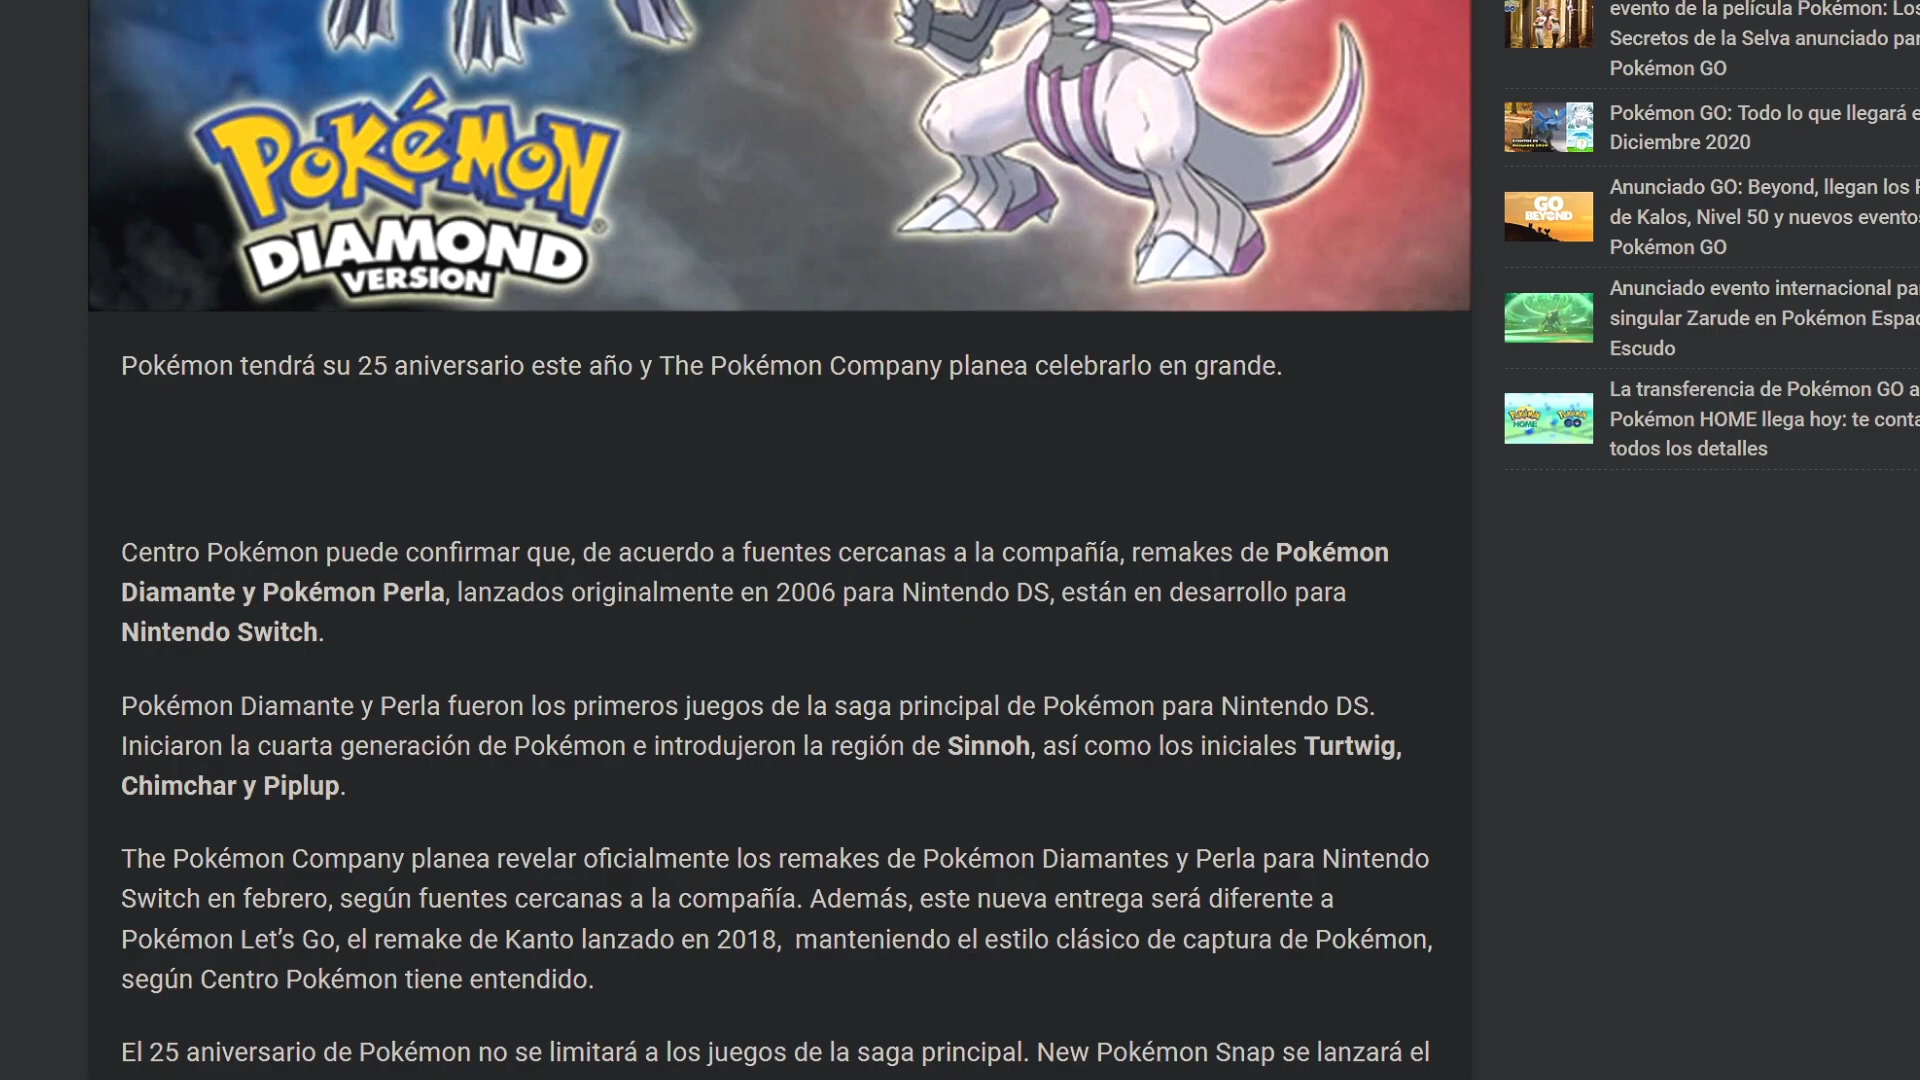 POKéMON
DIAMOND
VERSION
Pokémon tendrá su 25 aniversario este año y The Pokémon Company planea celebrarlo en grande.
Centro Pokémon puede confirmar que, de acuerdo a fuentes cercanas a la compañía, remakes de Pokémon
Diamante y Pokémon Perla, lanzados originalmente en 2006 para Nintendo DS, están en desarrollo para
Nintendo Switch.
Pokémon Diamante y Perla fueron los primeros juegos de la saga principal de Pokémon para Nintendo DS.
Iniciaron la cuarta generación de Pokémon e introdujeron la región de Sinnoh, así como los iniciales Turtwig,
Chimchar y Piplup.
The Pokémon Company planea revelar oficialmente los remakes de Pokémon Diamantes y Perla para Nintendo
Switch en febrero, según fuentes cercanas a la compañía. Además, este nueva entrega será diferente a
Pokémon Let’s Go, el remake de Kanto lanzado en 2018, manteniendo el estilo clásico de captura de Pokémon,
según Centro Pokémon tiene entendido.
El 25 aniversario de Pokémon no se limitará a los juegos de la saga principal. New Pokémon Snap se lanzará el
evento de la película Pokémon: Los
Secretos de la Selva anunciado
Pokémon GO
Pokémon GO: Todo lo que llegará
Diciembre 2020
GO
BEYOND
Anunciado GO: Beyond, llegan los
de Kalos, Nivel 50 y nuevos
Pokémon GO
Anunciado evento internacional
singular Zarude en Pokémon
Escudo
POKéMON
HOME
POKéMON
GO
La transferencia de Pokémon GO a
Pokémon HOME llega hoy: te
todos los detalles